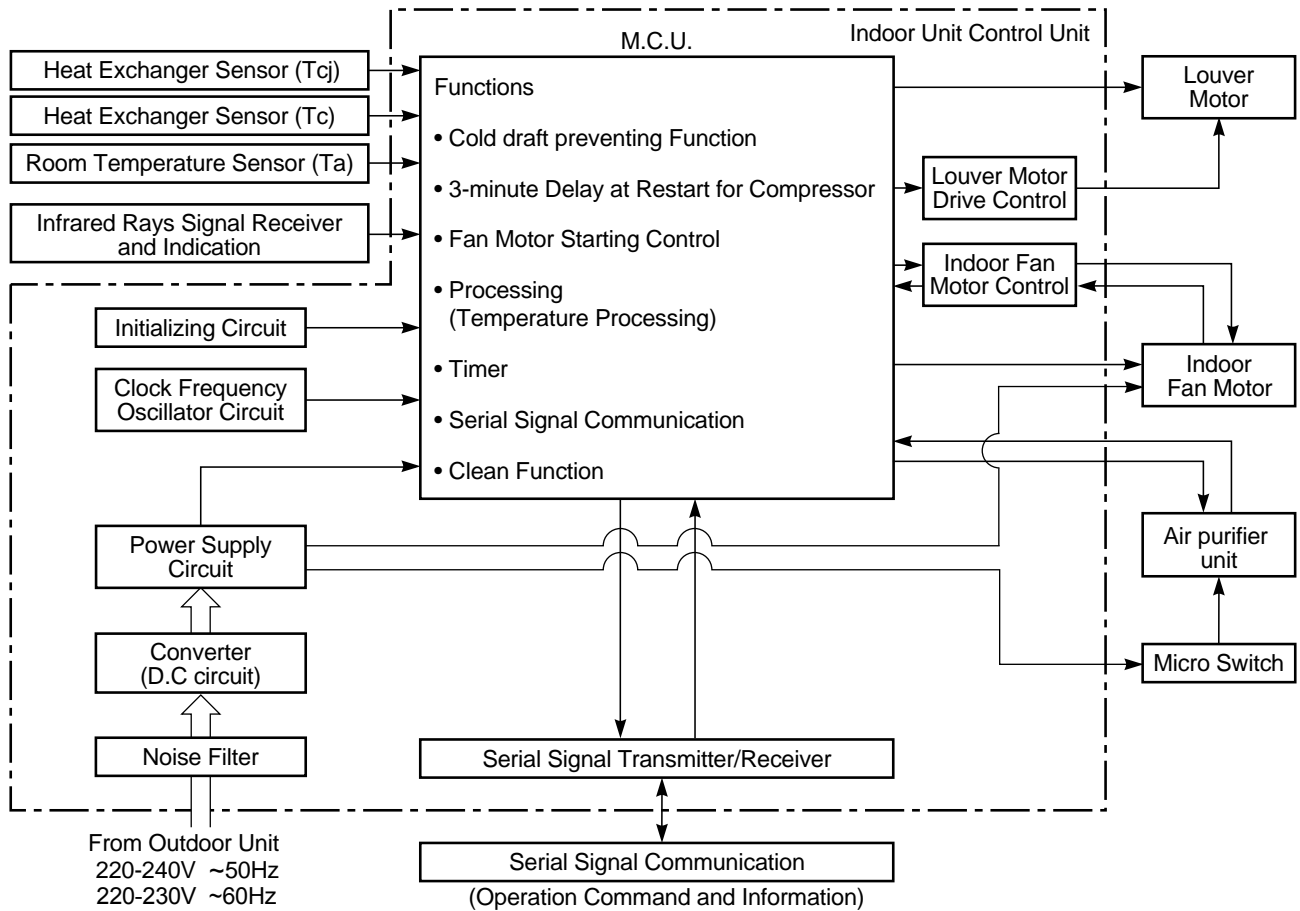 Indoor Unit Control Unit
M.C.U.
Heat Exchanger Sensor (Tcj)
Heat Exchanger Sensor (Tc)
Room Temperature Sensor (Ta)
Infrared Rays Signal Receiver
and Indication
Initializing Circuit
Clock Frequency
Oscillator Circuit
Power Supply
Circuit
Converter
(D.C circuit)
Noise Filter
From Outdoor Unit
220-240V ~50Hz
220-230V ~60Hz
Functions
• Cold draft preventing Function
• 3-minute Delay at Restart for Compressor
• Fan Motor Starting Control
• Processing
(Temperature Processing)
• Timer
• Serial Signal Communication
• Clean Function
Serial Signal Transmitter/Receiver
Serial Signal Communication
(Operation Command and Information)
Louver Motor
Drive Control
Indoor Fan
Motor Control
Louver
Motor
Indoor
Fan Motor
Air purifier
unit
Micro Switch